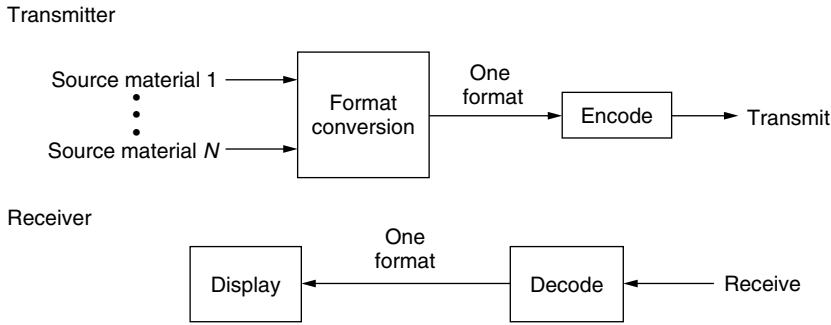 Transmitter
Source material 1
Source material N
Format
conversion
One
format
Encode
Transmit
Receiver
Display
One
format
Decode
Receive